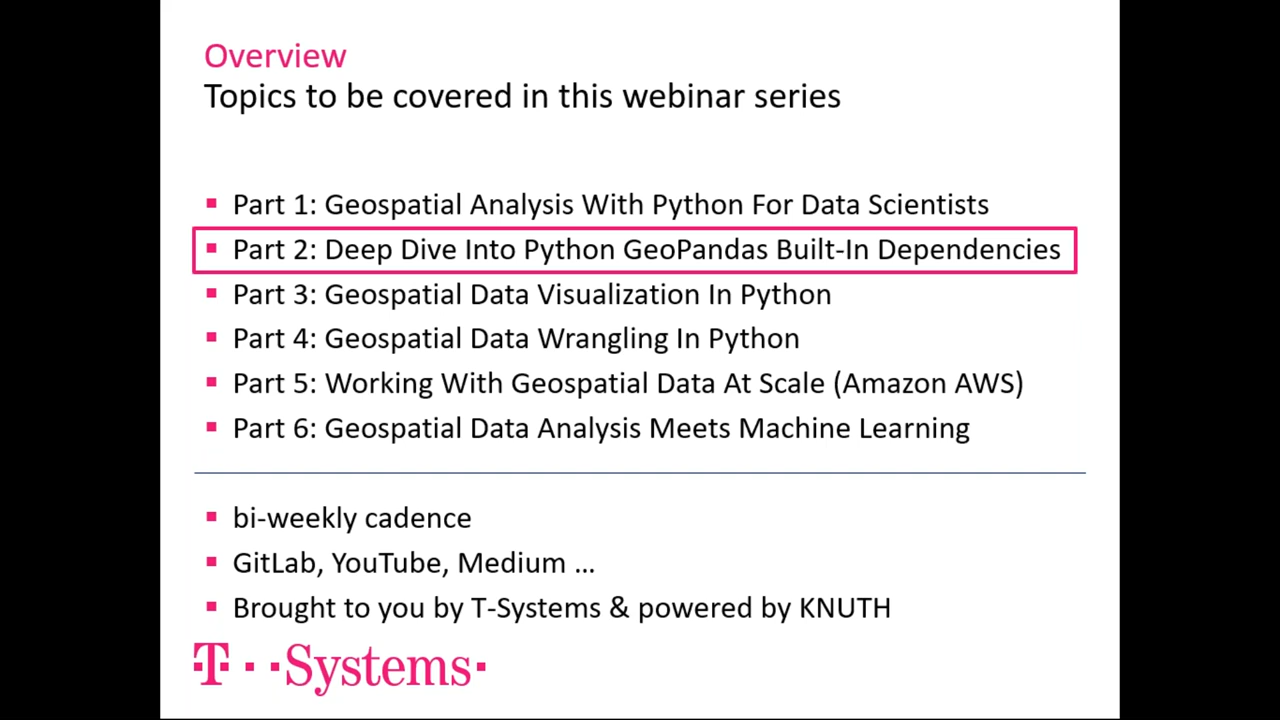 Overview
Topics to be covered in this webinar series
▪ Part 1: Geospatial Analysis With Python For Data Scientists
▪ Part 2: Deep Dive Into Python GeoPandas Built-In Dependencies
▪ Part 3: Geospatial Data Visualization In Python
▪ Part 4: Geospatial Data Wrangling In Python
▪ Part 5: Working With Geospatial Data At Scale (Amazon AWS)
▪ Part 6: Geospatial Data Analysis Meets Machine Learning
▪ bi-weekly cadence
▪ GitLab, YouTube, Medium ...
▪ Brought to you by T-Systems & powered by KNUTH
·T· · ·Systems·